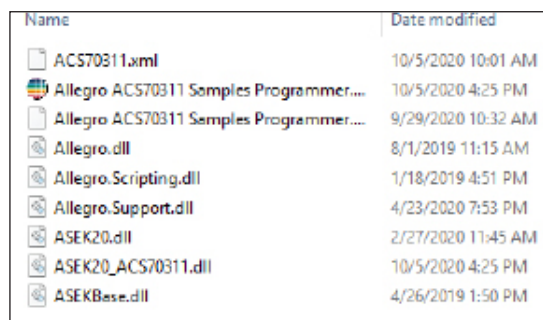 Name Date modified
ACS70311.xml 10/5/2020 10:01 AM
Allegro ACS70311 Samples Programmer.... 10/5/2020 4:25 PM
Allegro ACS70311 Samples Programmer.... 9/29/2020 10:32 AM
Allegro.dll 8/1/2019 11:15 AM
Allegro.Scripting.dll 1/18/2019 4:51 PM
Allegro.Support.dll 4/23/2020 7:53 PM
ASEK20.dll 2/27/2020 11:45 AM
ASEK20_ACS70311.dll 10/5/2020 4:25 PM
ASEKBase.dll 4/26/2019 1:50 PM